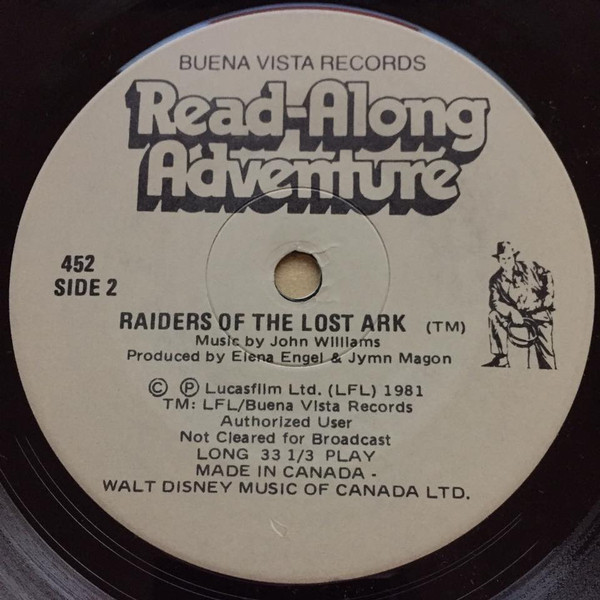 BUENA VISTA RECORDS
Read-Along
Adventure
452
SIDE 2
RAIDERS OF THE LOST ARK (TM)
Music by John Williams
Produced by Elena Engel & Jymn Magon
© ℗ Lucasfilm Ltd. (LFL) 1981
TM: LFL/Buena Vista Records
Authorized User
Not Cleared for Broadcast
LONG 33 1/3 PLAY
MADE IN CANADA -
WALT DISNEY MUSIC OF CANADA LTD.